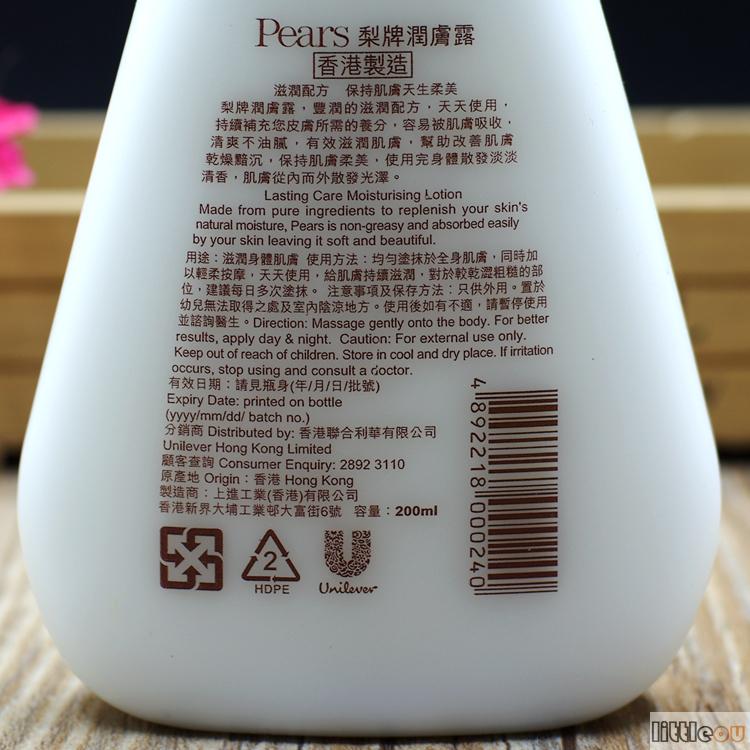 Pears 梨牌潤膚露
香港製造
滋潤配方 保持肌膚天生柔美
梨牌潤膚露，豐潤的滋潤配方，天天使用，
持續補充您皮膚所需的養分，容易被肌膚吸收，
清爽不油膩，有效滋潤肌膚，幫助改善肌膚
乾燥黯沉，保持肌膚柔美，使用完身體散發淡淡
清香，肌膚從內而外散發光澤。
Lasting Care Moisturising Lotion
Made from pure ingredients to replenish your skin's
natural moisture, Pears is non-greasy and absorbed easily
by your skin leaving it soft and beautiful.
用途：滋潤身體肌膚 使用方法：均勻塗抹於全身肌膚，同時加
以輕柔按摩，天天使用，給肌膚持續滋潤，對於較乾澀粗糙的部
位，建議每日多次塗抹。 注意事項及保存方法：只供外用。置於
幼兒無法取得之處及室內陰涼地方。使用後如有不適，請暫停使用
並諮詢醫生。Direction: Massage gently onto the body. For better
results, apply day & night. Caution: For external use only.
Keep out of reach of children. Store in cool and dry place. If irritation
occurs, stop using and consult a doctor.
有效日期：請見瓶身(年/月/日/批號)
Expiry Date: printed on bottle
(yyyy/mm/dd/ batch no.)
分銷商 Distributed by: 香港聯合利華有限公司
Unilever Hong Kong Limited
顧客查詢 Consumer Enquiry: 2892 3110
原產地 Origin：香港 Hong Kong
製造商：上進工業(香港)有限公司
香港新界大埔工業邨大富街6號 容量：200ml
4 892218 000240
2
HDPE
Unilever
littleou